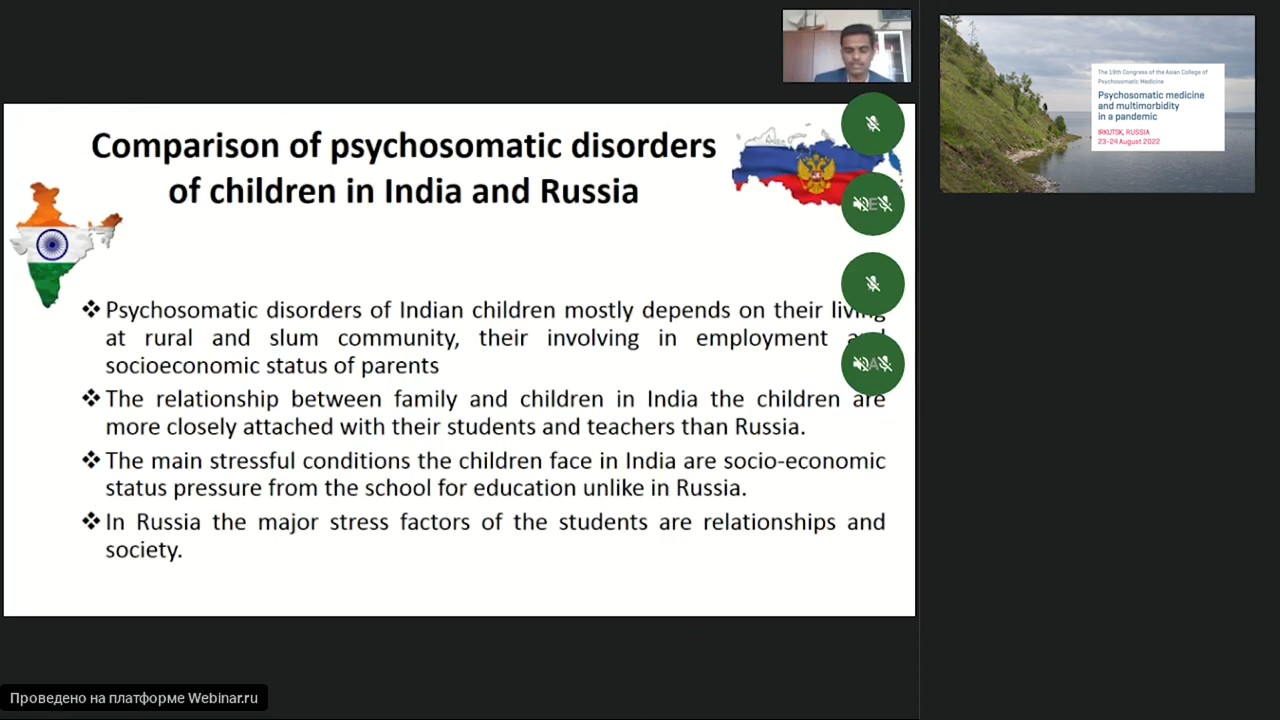 Comparison of psychosomatic disorders
of children in India and Russia
❖ Psychosomatic disorders of Indian children mostly depends on their living
at rural and slum community, their involving in employment and
socioeconomic status of parents
❖ The relationship between family and children in India the children are
more closely attached with their students and teachers than Russia.
❖ The main stressful conditions the children face in India are socio-economic
status pressure from the school for education unlike in Russia.
❖ In Russia the major stress factors of the students are relationships and
society.
The 19th Congress of the Asian College of
Psychosomatic Medicine
Psychosomatic medicine
and multimorbidity
in a pandemic
IRKUTSK, RUSSIA
23-24 August 2022
Проведено на платформе Webinar.ru